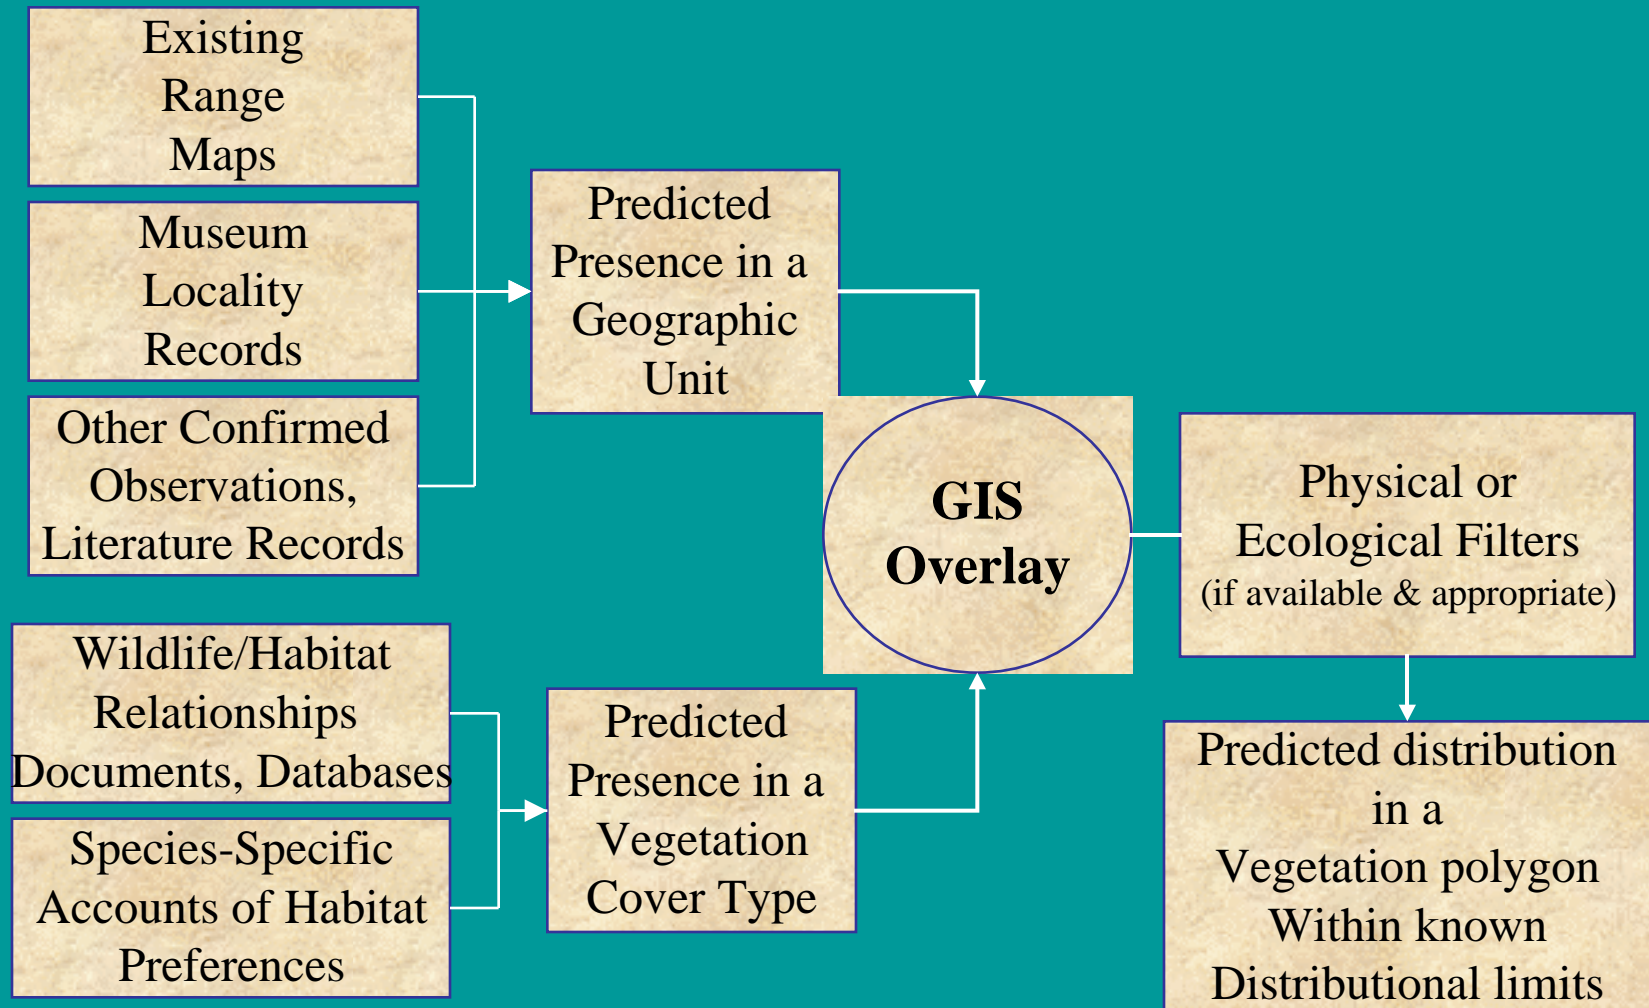 Existing
Range
Maps
Museum
Locality
Records
Other Confirmed
Observations,
Literature Records
Predicted
Presence in a
Geographic
Unit
Wildlife/Habitat
Relationships
Documents, Databases
Species-Specific
Accounts of Habitat
Preferences
Predicted
Presence in a
Vegetation
Cover Type
GIS
Overlay
Physical or
Ecological Filters
(if available & appropriate)
Predicted distribution
in a
Vegetation polygon
Within known
Distributional limits